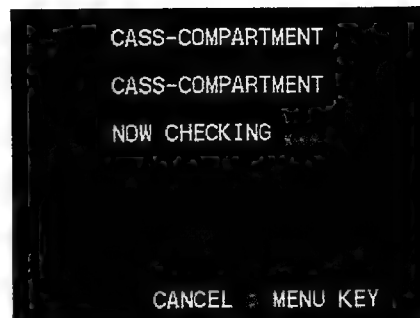 CASS-COMPARTMENT
CASS-COMPARTMENT
NOW CHECKING
CANCEL : MENU KEY